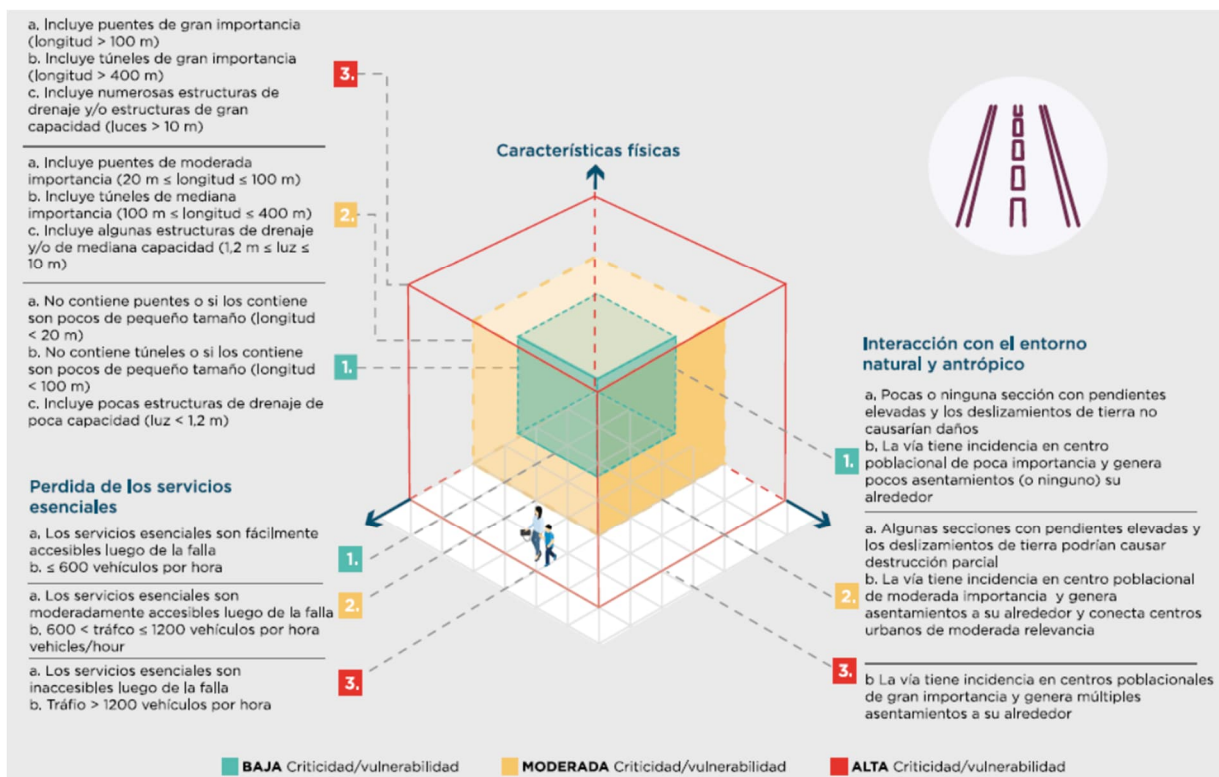 a. Incluye puentes de gran importancia
(longitud > 100 m)
b. Incluye túneles de gran importancia
(longitud > 400 m)
c. Incluye numerosas estructuras de
drenaje y/o estructuras de gran
capacidad (luces > 10 m)
3.
a. Incluye puentes de moderada
importancia (20 m ≤ longitud ≤ 100 m)
b. Incluye túneles de mediana
importancia (100 m ≤ longitud ≤ 400 m)
c. Incluye algunas estructuras de drenaje
y/o de mediana capacidad (1,2 m ≤ luz ≤
10 m)
2.
a. No contiene puentes o si los contiene
son pocos de pequeño tamaño (longitud
< 20 m)
b. No contiene túneles o si los contiene
son pocos de pequeño tamaño (longitud
< 100 m)
c. Incluye pocas estructuras de drenaje de
poca capacidad (luz < 1,2 m)
1.
Características físicas
Perdida de los servicios
esenciales
a, Los servicios esenciales son fácilmente
accesibles luego de la falla
b. ≤ 600 vehículos por hora
1.
a. Los servicios esenciales son
moderadamente accesibles luego de la falla
b. 600 < tráfco ≤ 1200 vehículos por hora
vehicles/hour
2.
a. Los servicios esenciales son
inaccesibles luego de la falla
b. Tráfio > 1200 vehículos por hora
3.
Interacción con el entorno
natural y antrópico
a, Pocas o ninguna sección con pendientes
elevadas y los deslizamientos de tierra no
causarían daños
b, La vía tiene incidencia en centro
poblacional de poca importancia y genera
pocos asentamientos (o ninguno) su
alrededor
1.
a. Algunas secciones con pendientes elevadas y
los deslizamientos de tierra podrían causar
destrucción parcial
b. La vía tiene incidencia en centro poblacional
de moderada importancia y genera
asentamientos a su alrededor y conecta centros
urbanos de moderada relevancia
2.
3.
b La vía tiene incidencia en centros poblacionales
de gran importancia y genera múltiples
asentamientos a su alrededor
BAJA Criticidad/vulnerabilidad
MODERADA Criticidad/vulnerabilidad
ALTA Criticidad/vulnerabilidad